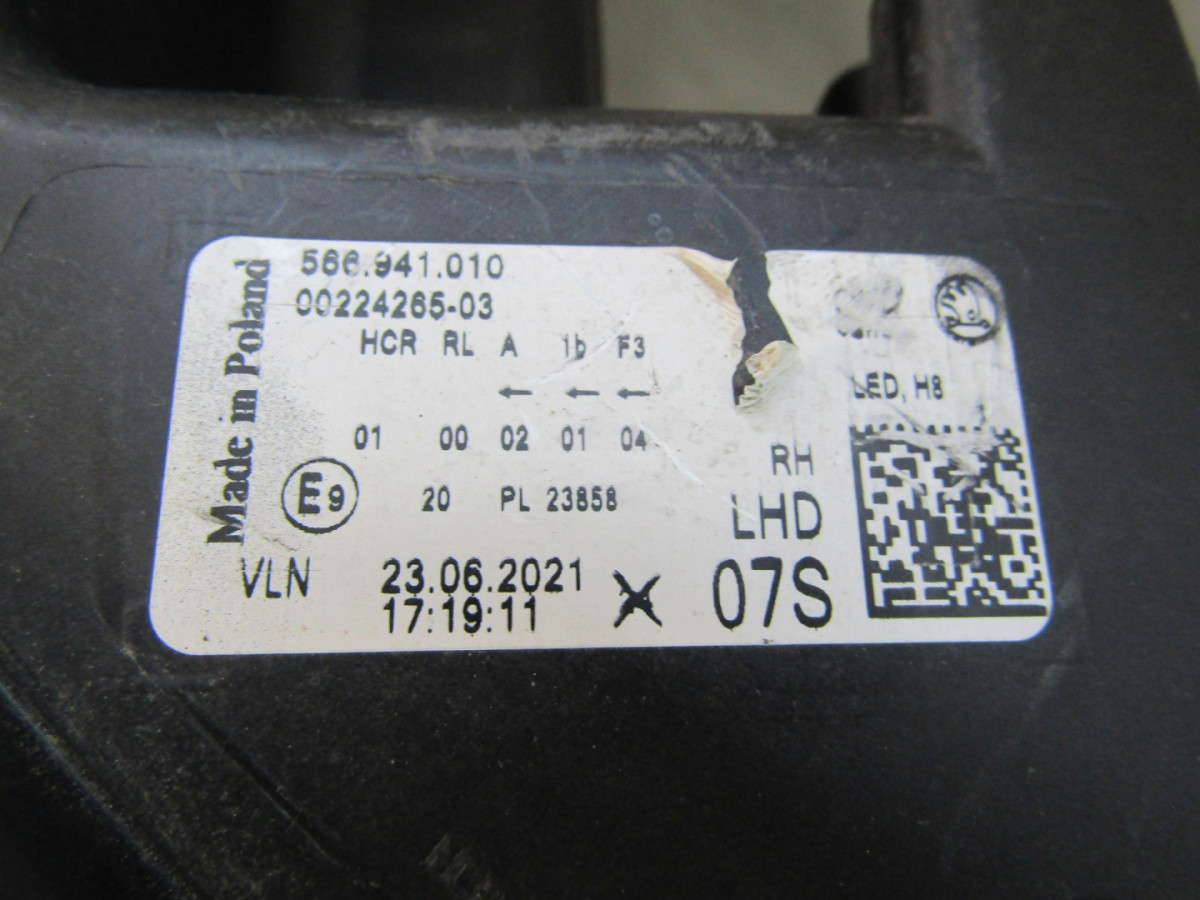 Made in Poland
566.941.010
00224265-03
HCR RL A 1b F3
← ← ←
LED, H8
01 00 02 01 04
RH
E9 20 PL 23858
LHD
VLN 23.06.2021
17:19:11
07S